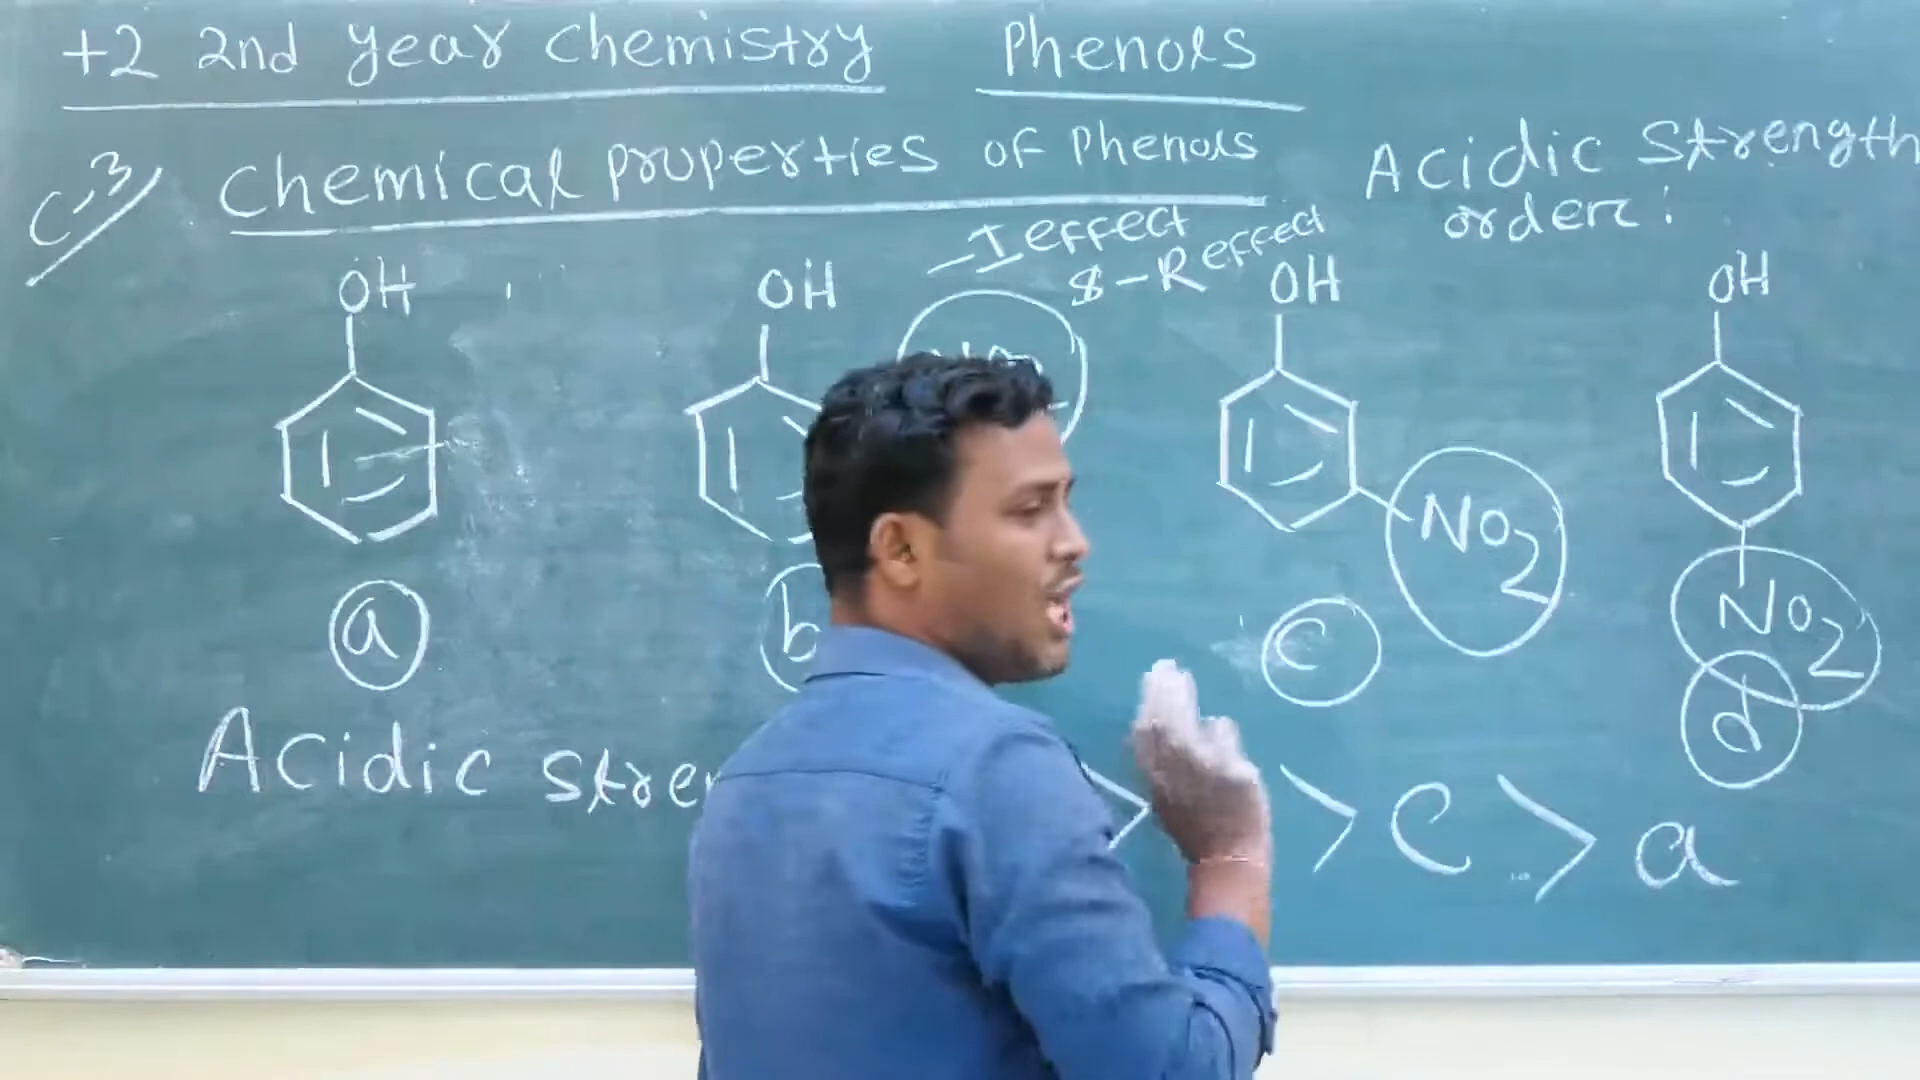 +2 2nd year chemistry Phenols
C-3 Chemical properties of Phenols
Acidic Strength
order:
-I effect
& -R effect
OH OH OH OH
NO2 NO2
a b c d
Acidic
> > c > a